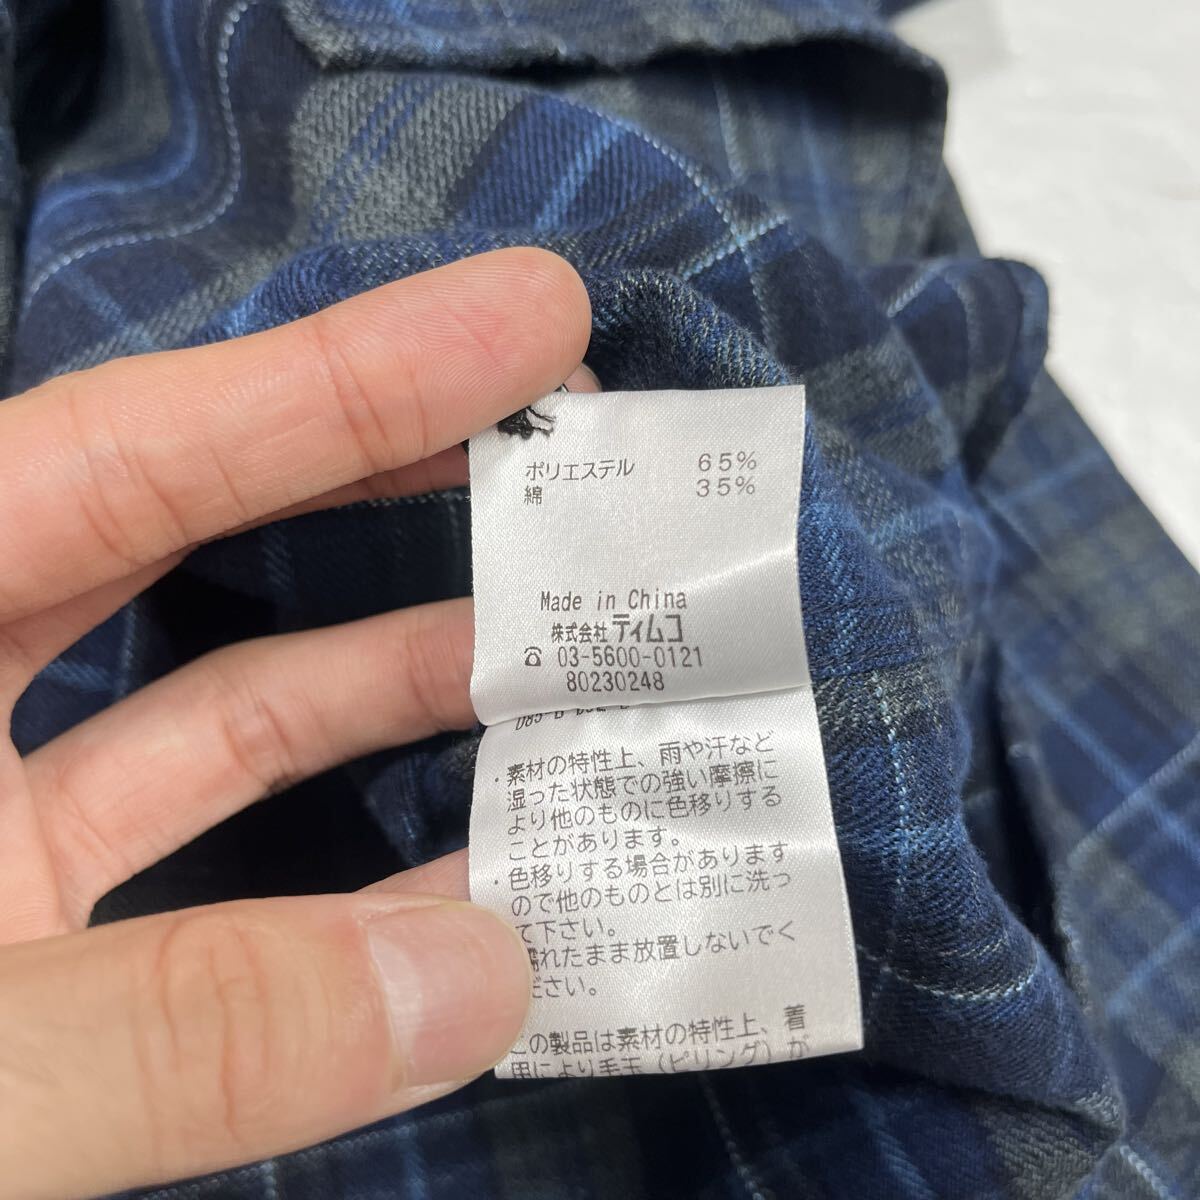 ポリエステル 65%
綿 35%
Made in China
株式会社 ティムコ
☎ 03-5600-0121
80230248
・素材の特性上、雨や汗など
湿った状態での強い摩擦に
より他のものに色移りする
ことがあります。
・色移りする場合があります
ので他のものとは別に洗っ
て下さい。
濡れたまま放置しないでく
ださい。
この製品は素材の特性上、着
用により毛玉(ピリング)が